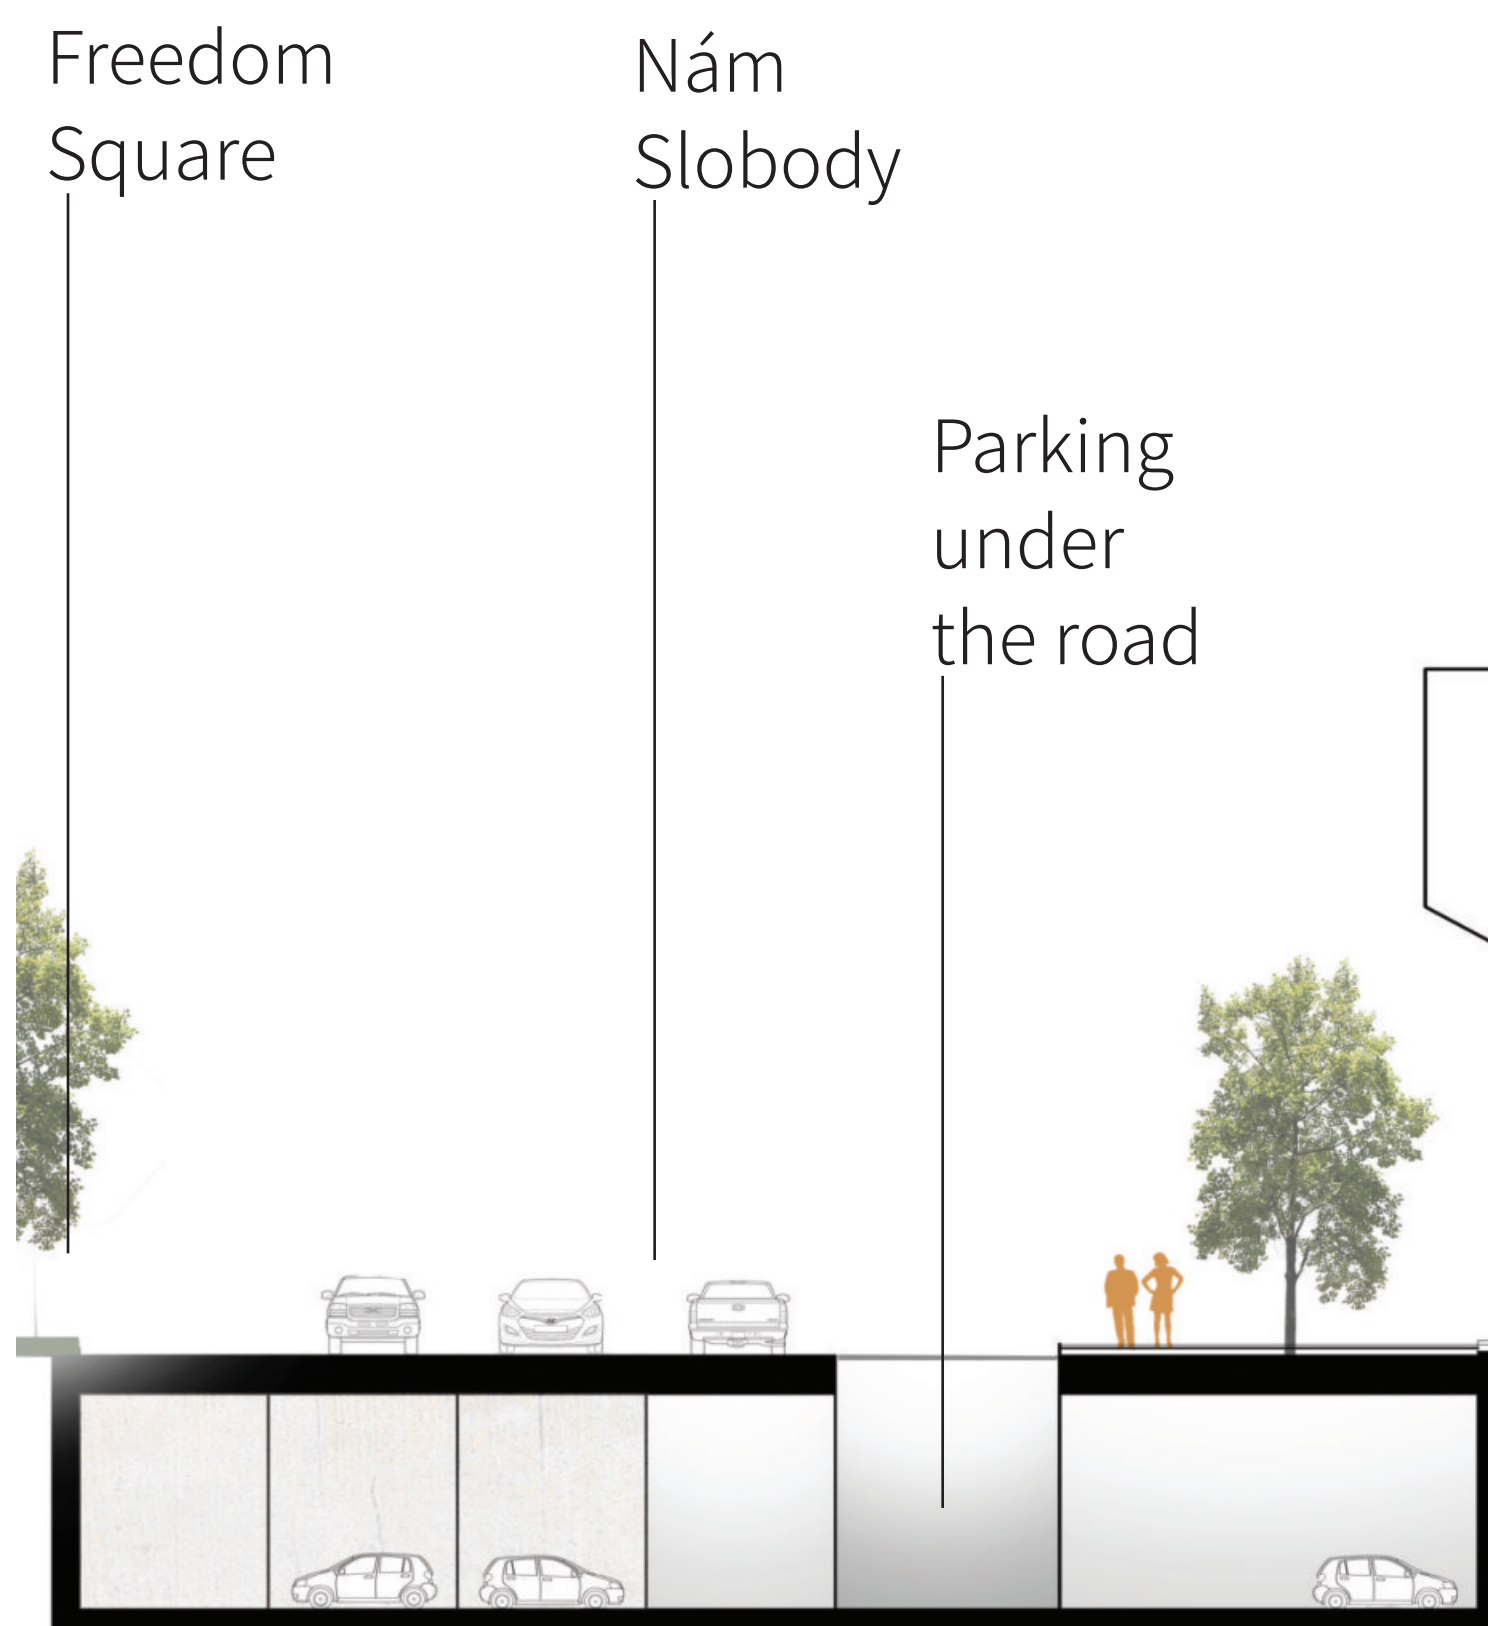 Freedom
Square
Nám
Slobody
Parking
under
the road